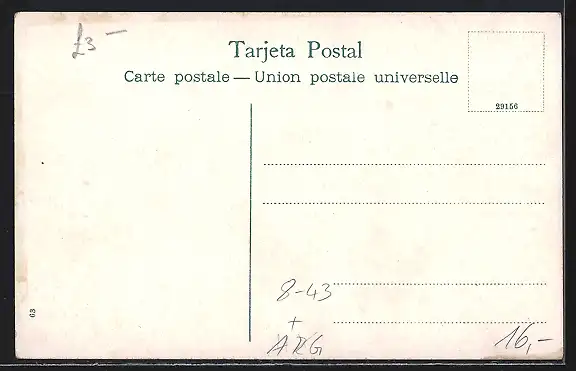 £3 —
Tarjeta Postal
Carte postale — Union postale universelle
29156
63
8-43
+
ARG
16,-